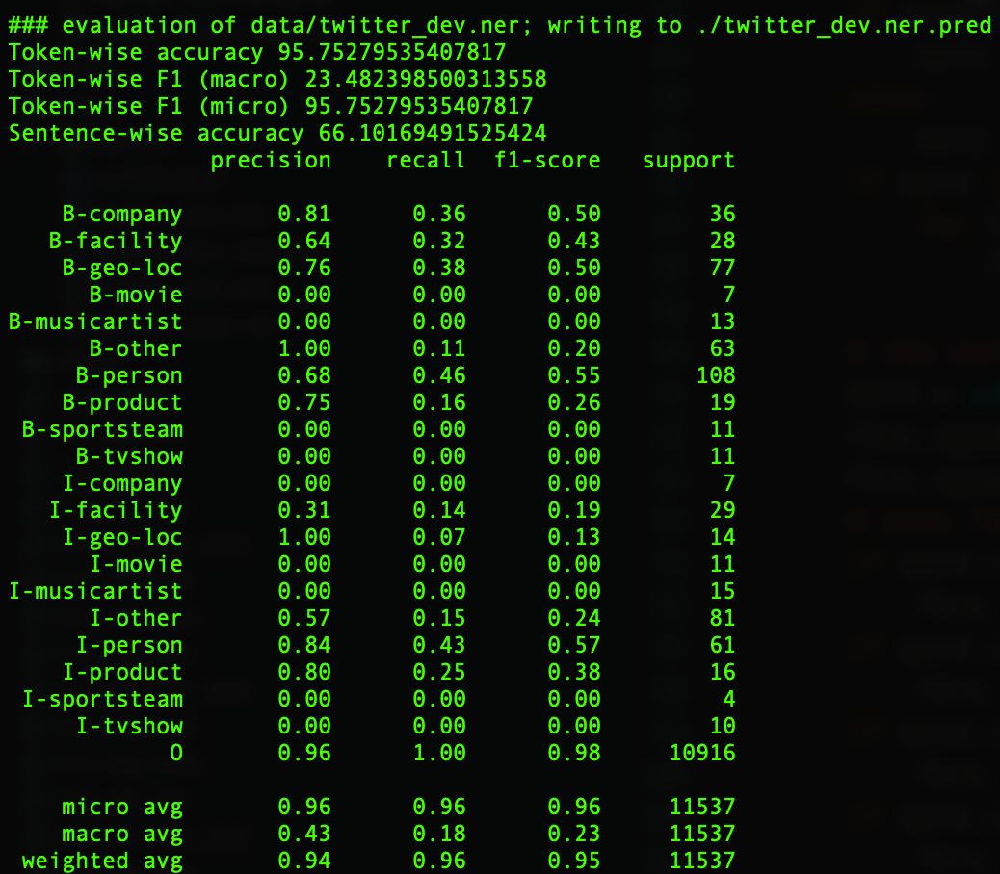 ### evaluation of data/twitter_dev.ner; writing to ./twitter_dev.ner.pred
Token-wise accuracy 95.75279535407817
Token-wise F1 (macro) 23.482398500313558
Token-wise F1 (micro) 95.75279535407817
Sentence-wise accuracy 66.10169491525424
precision recall f1-score support
B-company 0.81 0.36 0.50 36
B-facility 0.64 0.32 0.43 28
B-geo-loc 0.76 0.38 0.50 77
B-movie 0.00 0.00 0.00 7
B-musicartist 0.00 0.00 0.00 13
B-other 1.00 0.11 0.20 63
B-person 0.68 0.46 0.55 108
B-product 0.75 0.16 0.26 19
B-sportsteam 0.00 0.00 0.00 11
B-tvshow 0.00 0.00 0.00 11
I-company 0.00 0.00 0.00 7
I-facility 0.31 0.14 0.19 29
I-geo-loc 1.00 0.07 0.13 14
I-movie 0.00 0.00 0.00 11
I-musicartist 0.00 0.00 0.00 15
I-other 0.57 0.15 0.24 81
I-person 0.84 0.43 0.57 61
I-product 0.80 0.25 0.38 16
I-sportsteam 0.00 0.00 0.00 4
I-tvshow 0.00 0.00 0.00 10
O 0.96 1.00 0.98 10916
micro avg 0.96 0.96 0.96 11537
macro avg 0.43 0.18 0.23 11537
weighted avg 0.94 0.96 0.95 11537